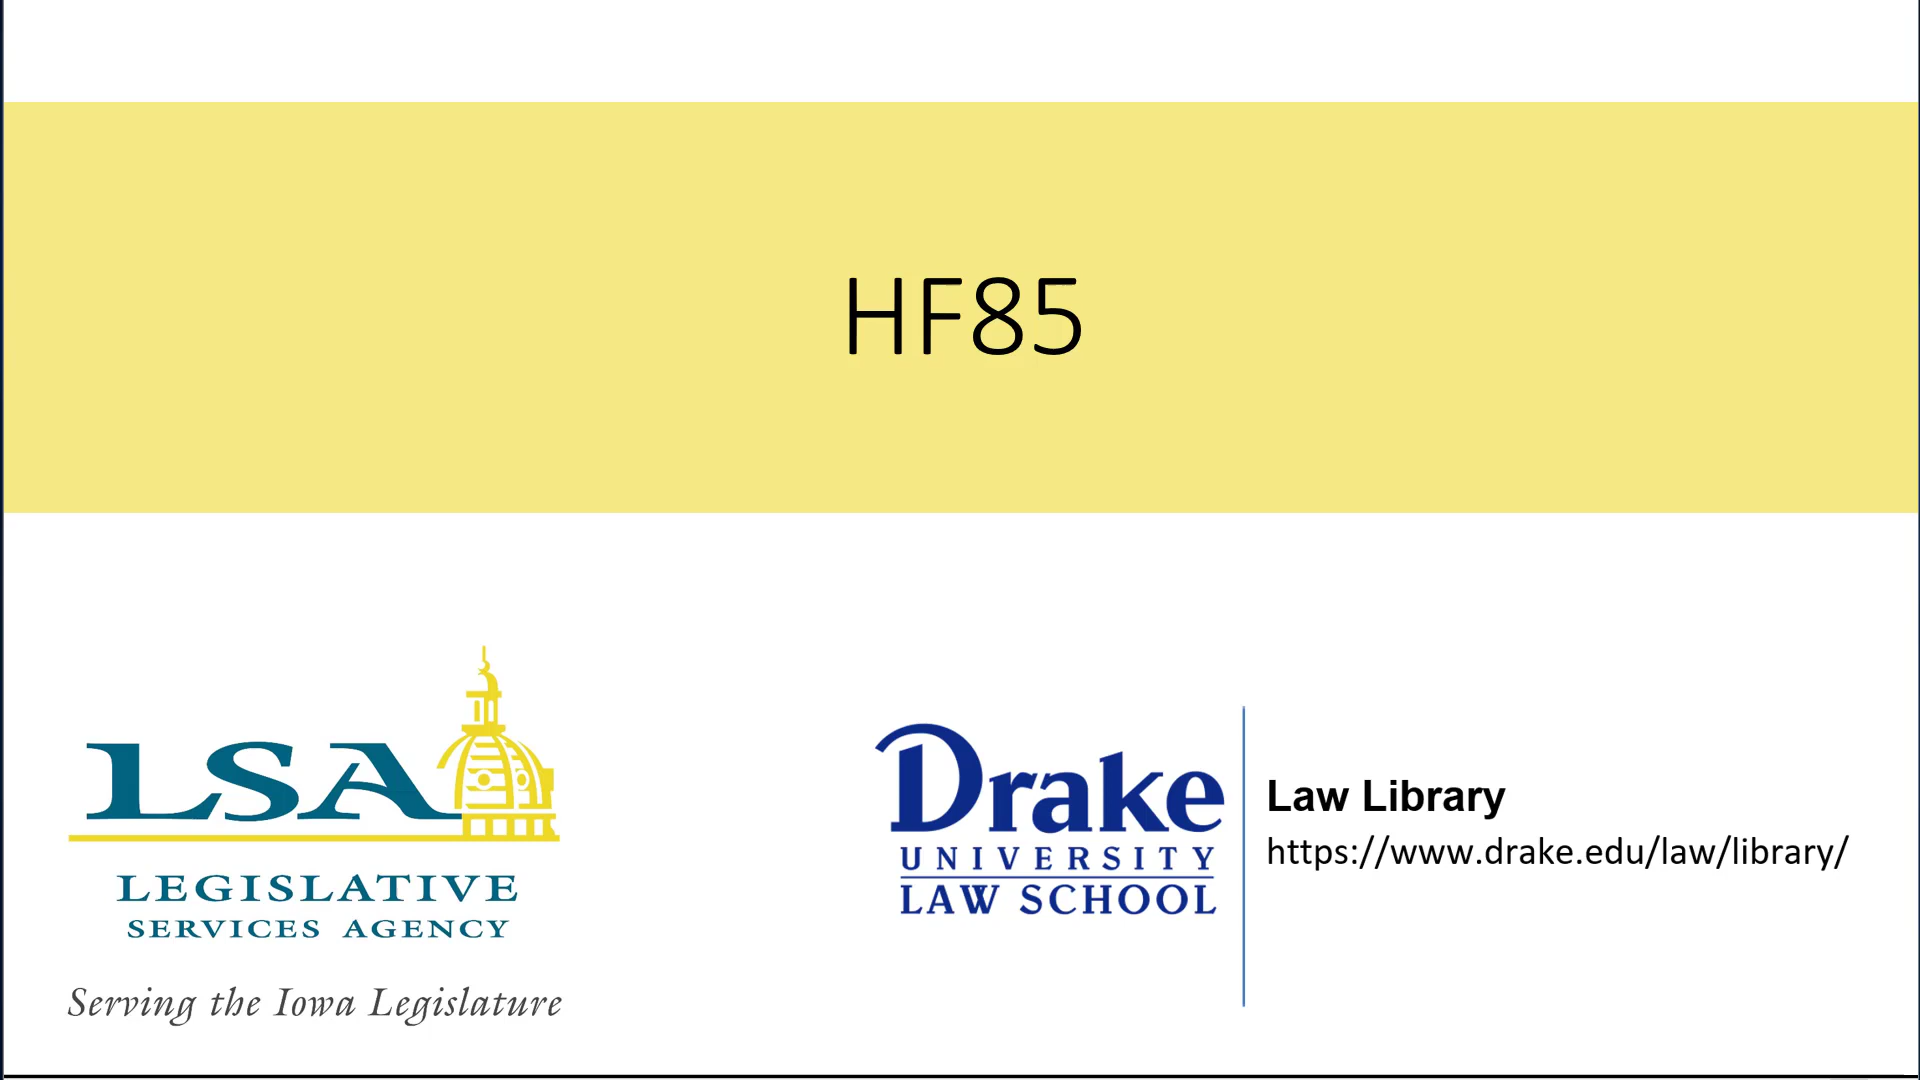 HF85
LSA
LEGISLATIVE
SERVICES AGENCY
Serving the Iowa Legislature
Drake
UNIVERSITY
LAW SCHOOL
Law Library
https://www.drake.edu/law/library/